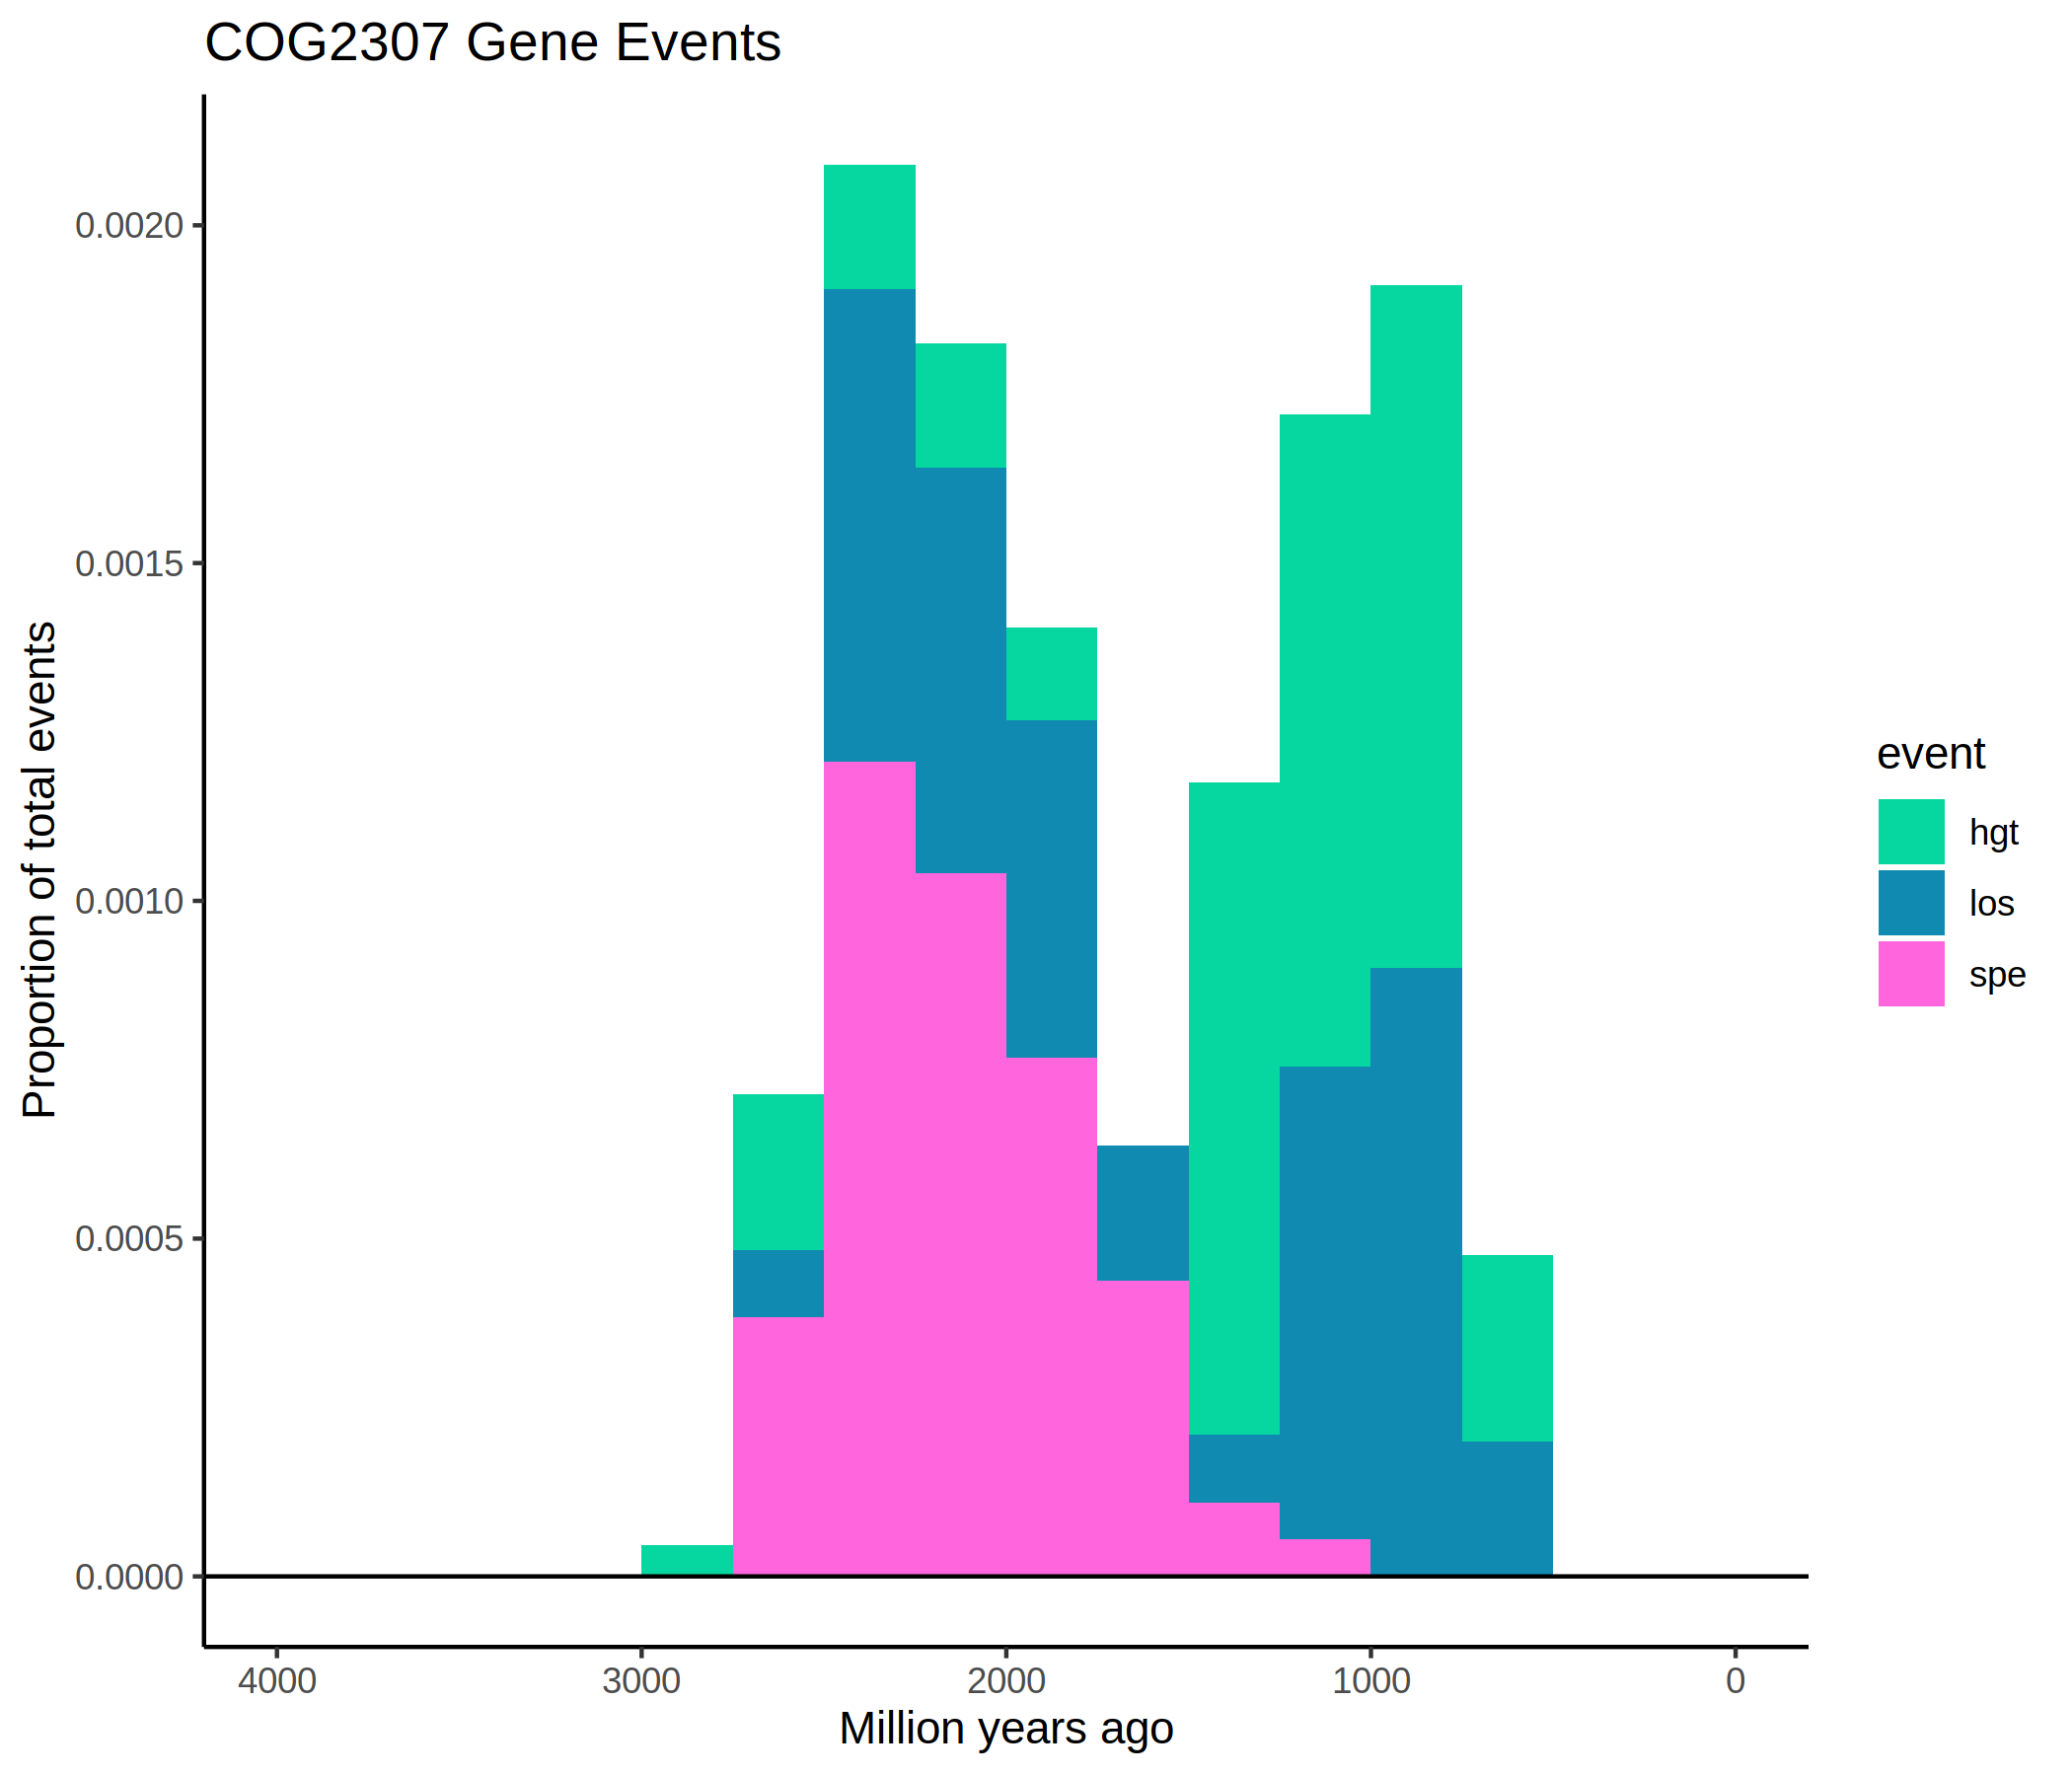 COG2307 Gene Events
Proportion of total events
0.0020
0.0015
0.0010
0.0005
0.0000
4000 3000 2000 1000 0
Million years ago
event
hgt
los
spe